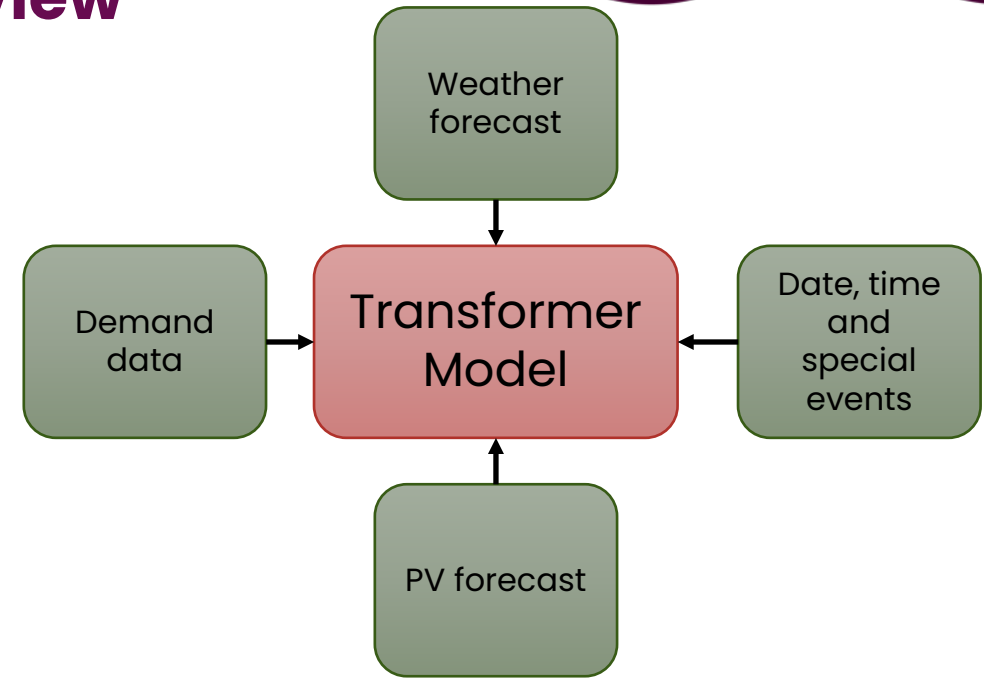 view
Weather
forecast
Demand
data
Transformer
Model
Date, time
and
special
events
PV forecast